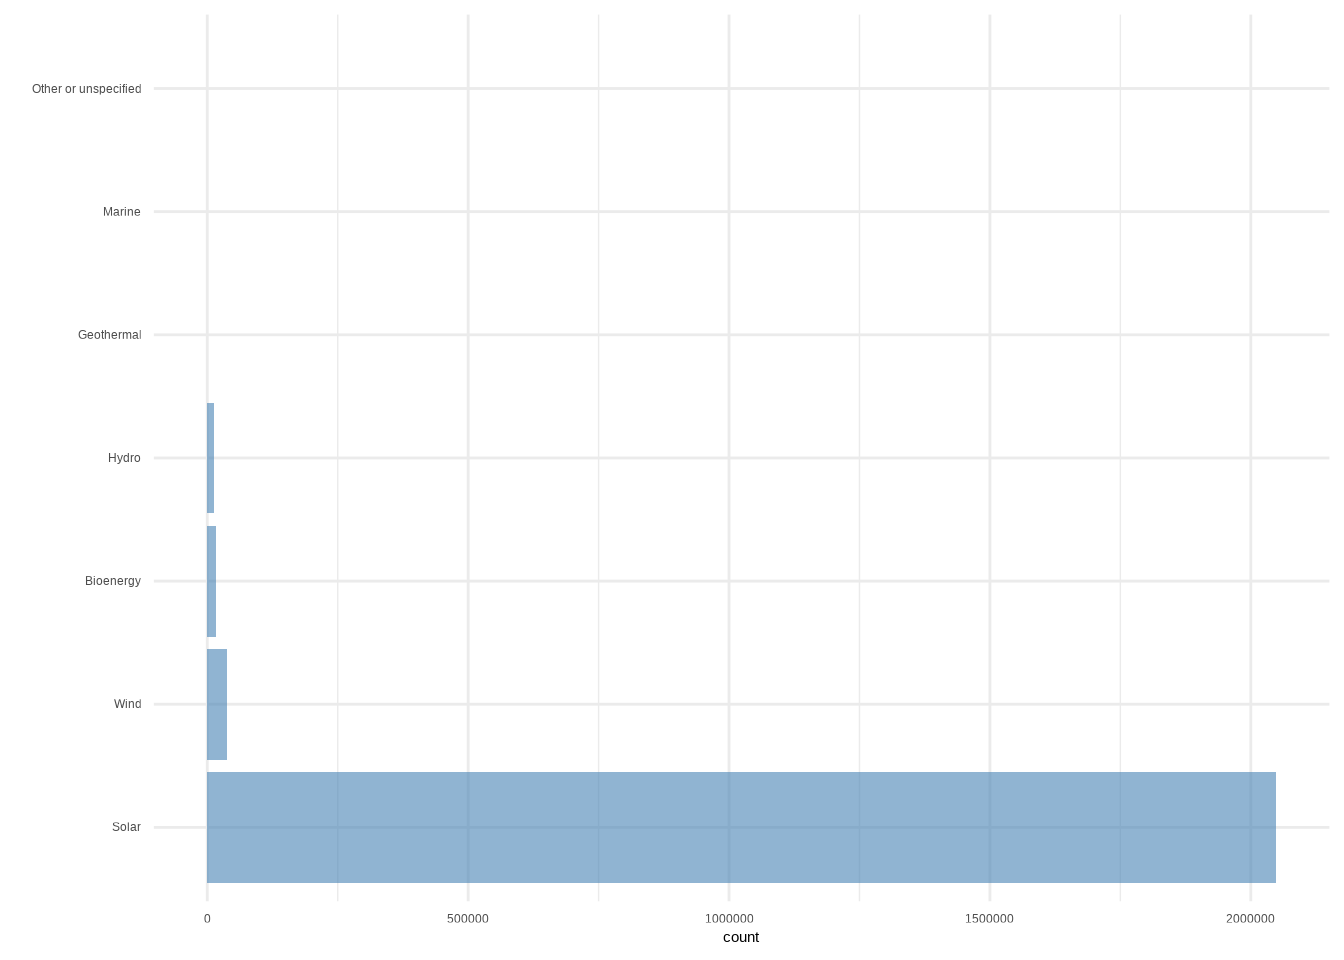 Other or unspecified
Marine
Geothermal
Hydro
Bioenergy
Wind
Solar
0 500000 1000000 1500000 2000000
count